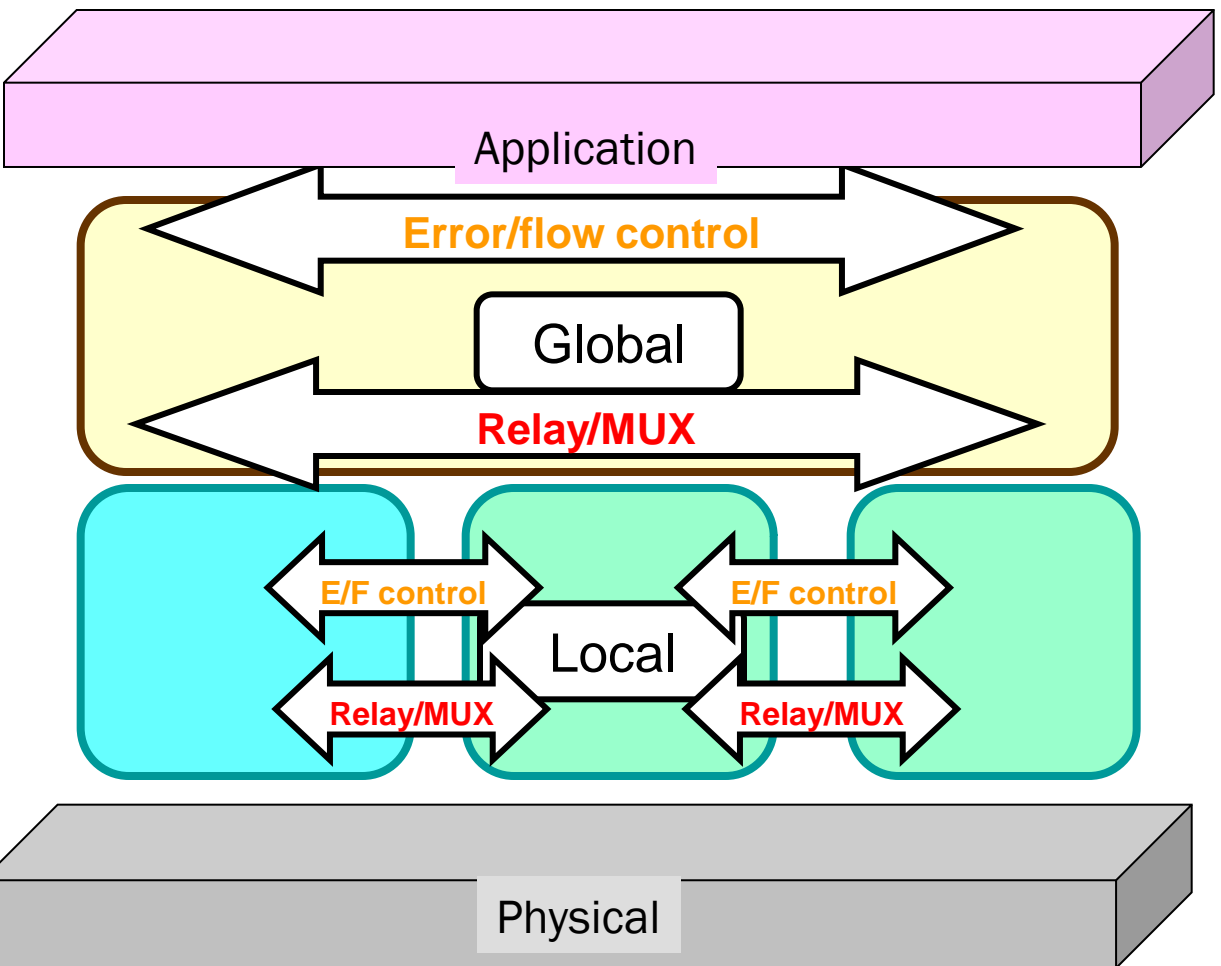 Application
Error/flow control
Global
Relay/MUX
E/F control
E/F control
Local
Relay/MUX
Relay/MUX
Physical